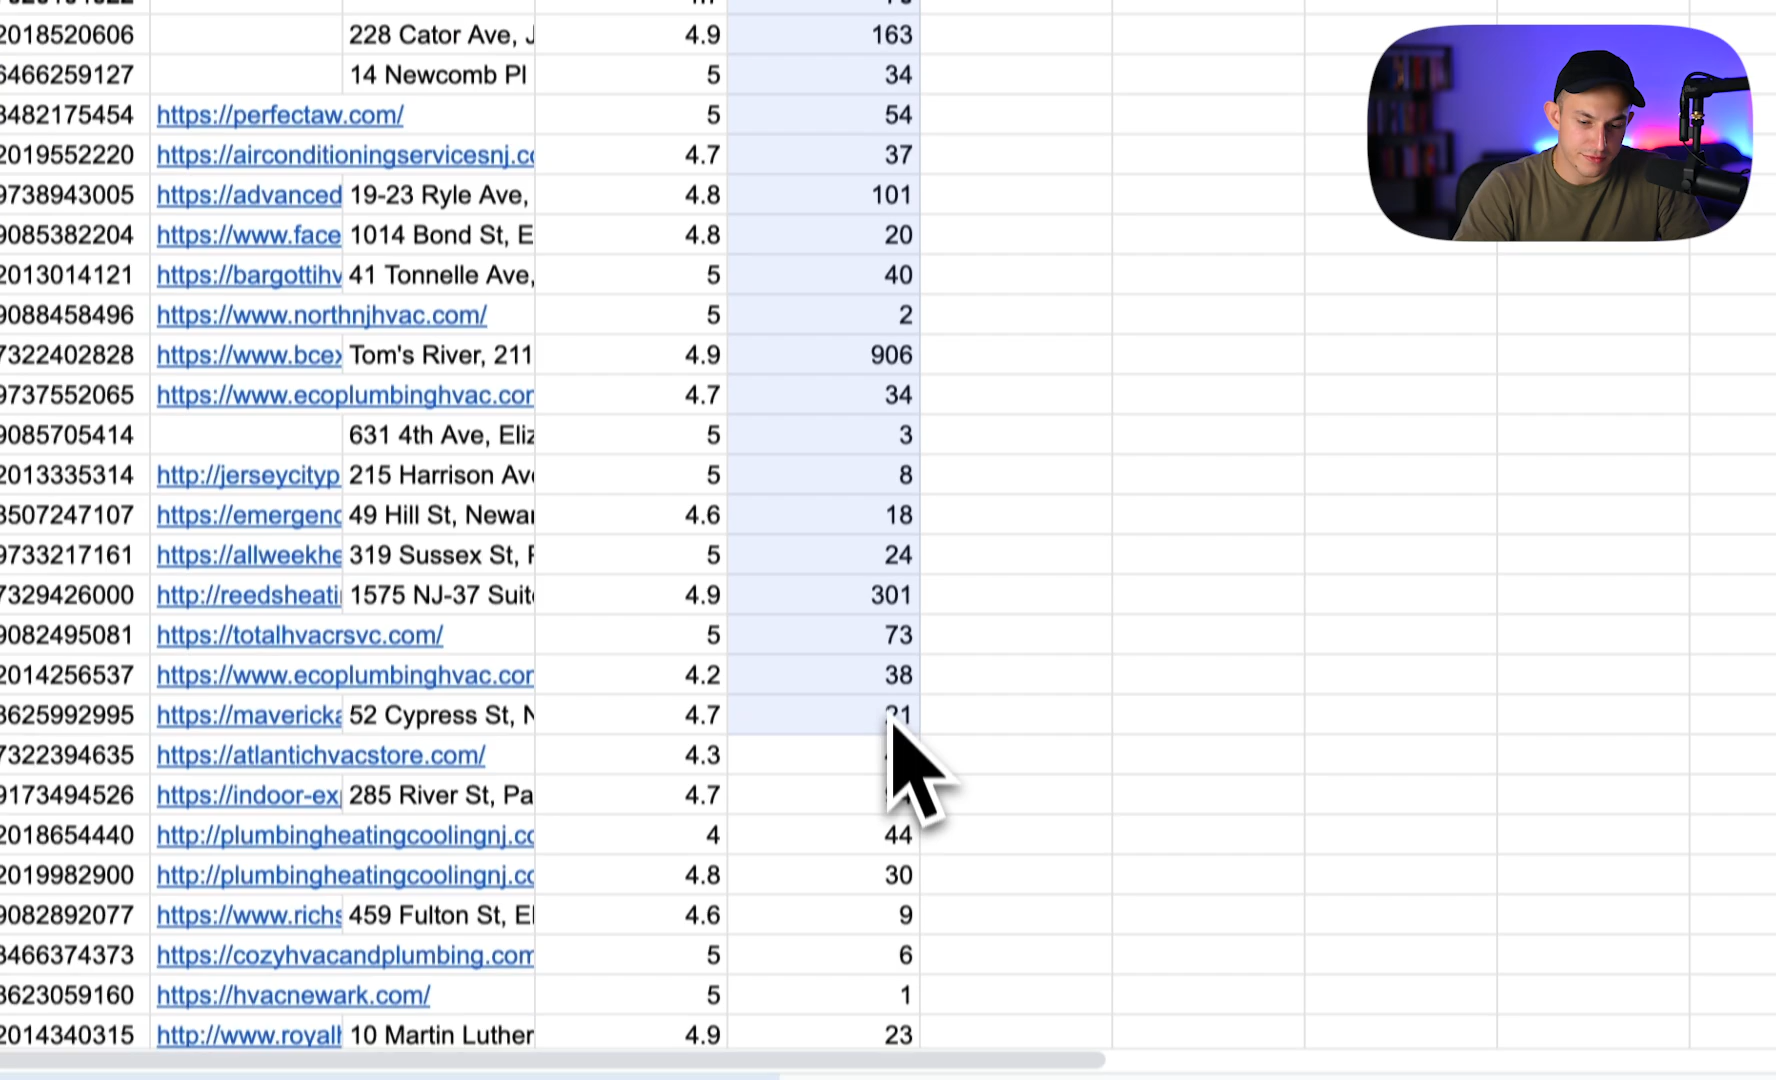 2018520606 228 Cator Ave, J 4.9 163
6466259127 14 Newcomb Pl 5 34
3482175454 https://perfectaw.com/ 5 54
2019552220 https://airconditioningservicesnj.co 4.7 37
9738943005 https://advanced 19-23 Ryle Ave, 4.8 101
9085382204 https://www.face 1014 Bond St, E 4.8 20
2013014121 https://bargottihv 41 Tonnelle Ave, 5 40
9088458496 https://www.northnjhvac.com/ 5 2
7322402828 https://www.bcex Tom's River, 211 4.9 906
9737552065 https://www.ecoplumbinghvac.com 4.7 34
9085705414 631 4th Ave, Eliz 5 3
2013335314 http://jerseycityp 215 Harrison Ave 5 8
3507247107 https://emergenc 49 Hill St, Newar 4.6 18
9733217161 https://allweekhe 319 Sussex St, 5 24
7329426000 http://reedsheati 1575 NJ-37 Suite 4.9 301
9082495081 https://totalhvacrsvc.com/ 5 73
2014256537 https://www.ecoplumbinghvac.com 4.2 38
3625992995 https://mavericka 52 Cypress St, N 4.7 21
7322394635 https://atlantichvacstore.com/ 4.3
9173494526 https://indoor-exp 285 River St, Pa 4.7
2018654440 http://plumbingheatingcoolingnj.co 4 44
2019982900 http://plumbingheatingcoolingnj.co 4.8 30
9082892077 https://www.richs 459 Fulton St, El 4.6 9
3466374373 https://cozyhvacandplumbing.com 5 6
3623059160 https://hvacnewark.com/ 5 1
2014340315 http://www.royalh 10 Martin Luther 4.9 23